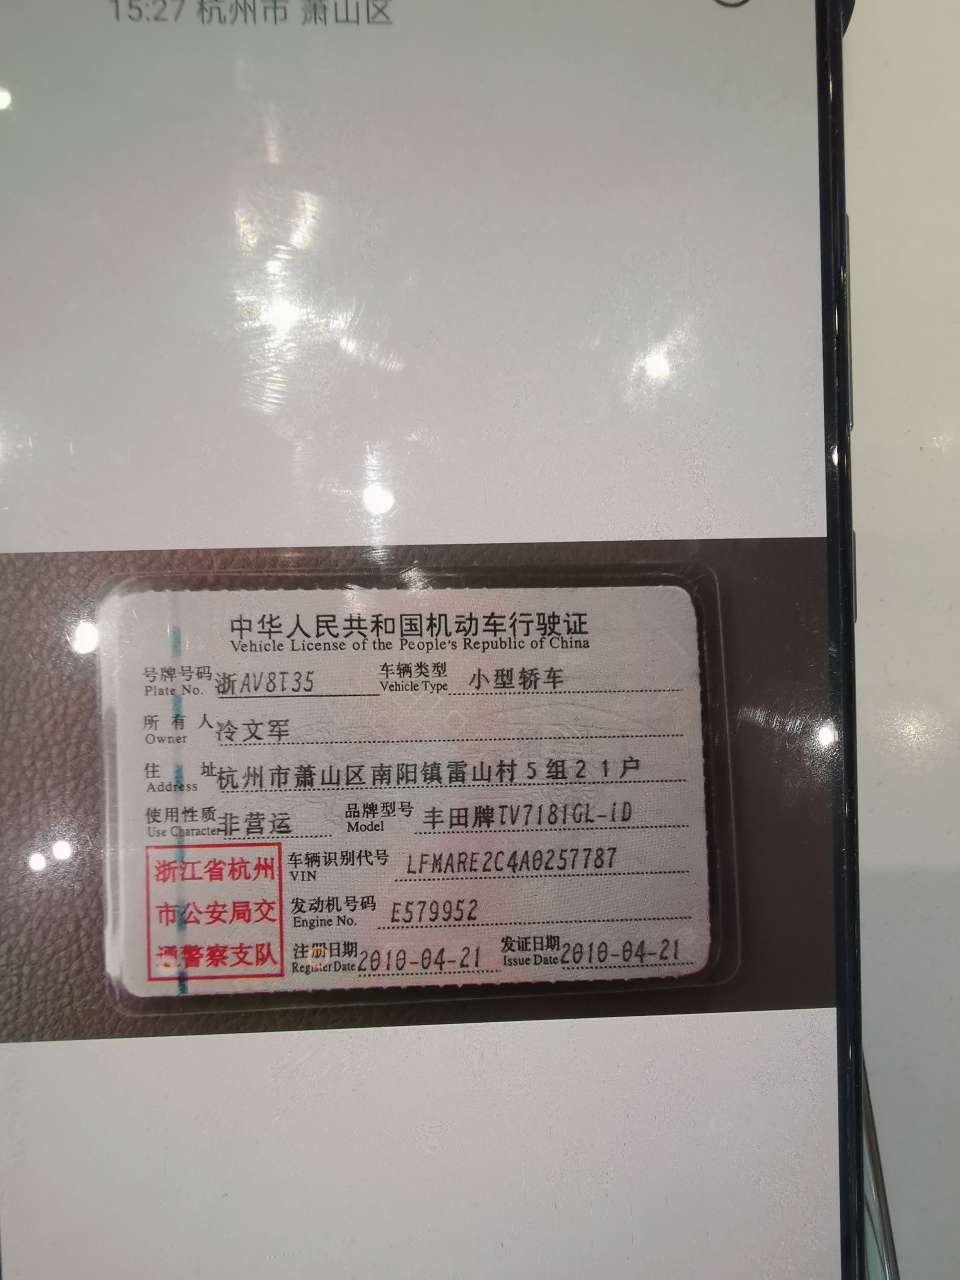 15:27 杭州市 萧山区
中华人民共和国机动车行驶证
Vehicle License of the People's Republic of China
号牌号码 浙AV8T35 车辆类型 小型轿车
Plate No. Vehicle Type
所有人 冷文军
Owner
住址 杭州市萧山区南阳镇雷山村5组21户
Address
使用性质 非营运 品牌型号 丰田牌TV7181GL-iD
Use Character Model
浙江省杭州
市公安局交
通警察支队
车辆识别代号 LFMARE2C4A0257787
VIN
发动机号码 E579952
Engine No.
注册日期 2010-04-21 发证日期 2010-04-21
Register Date Issue Date